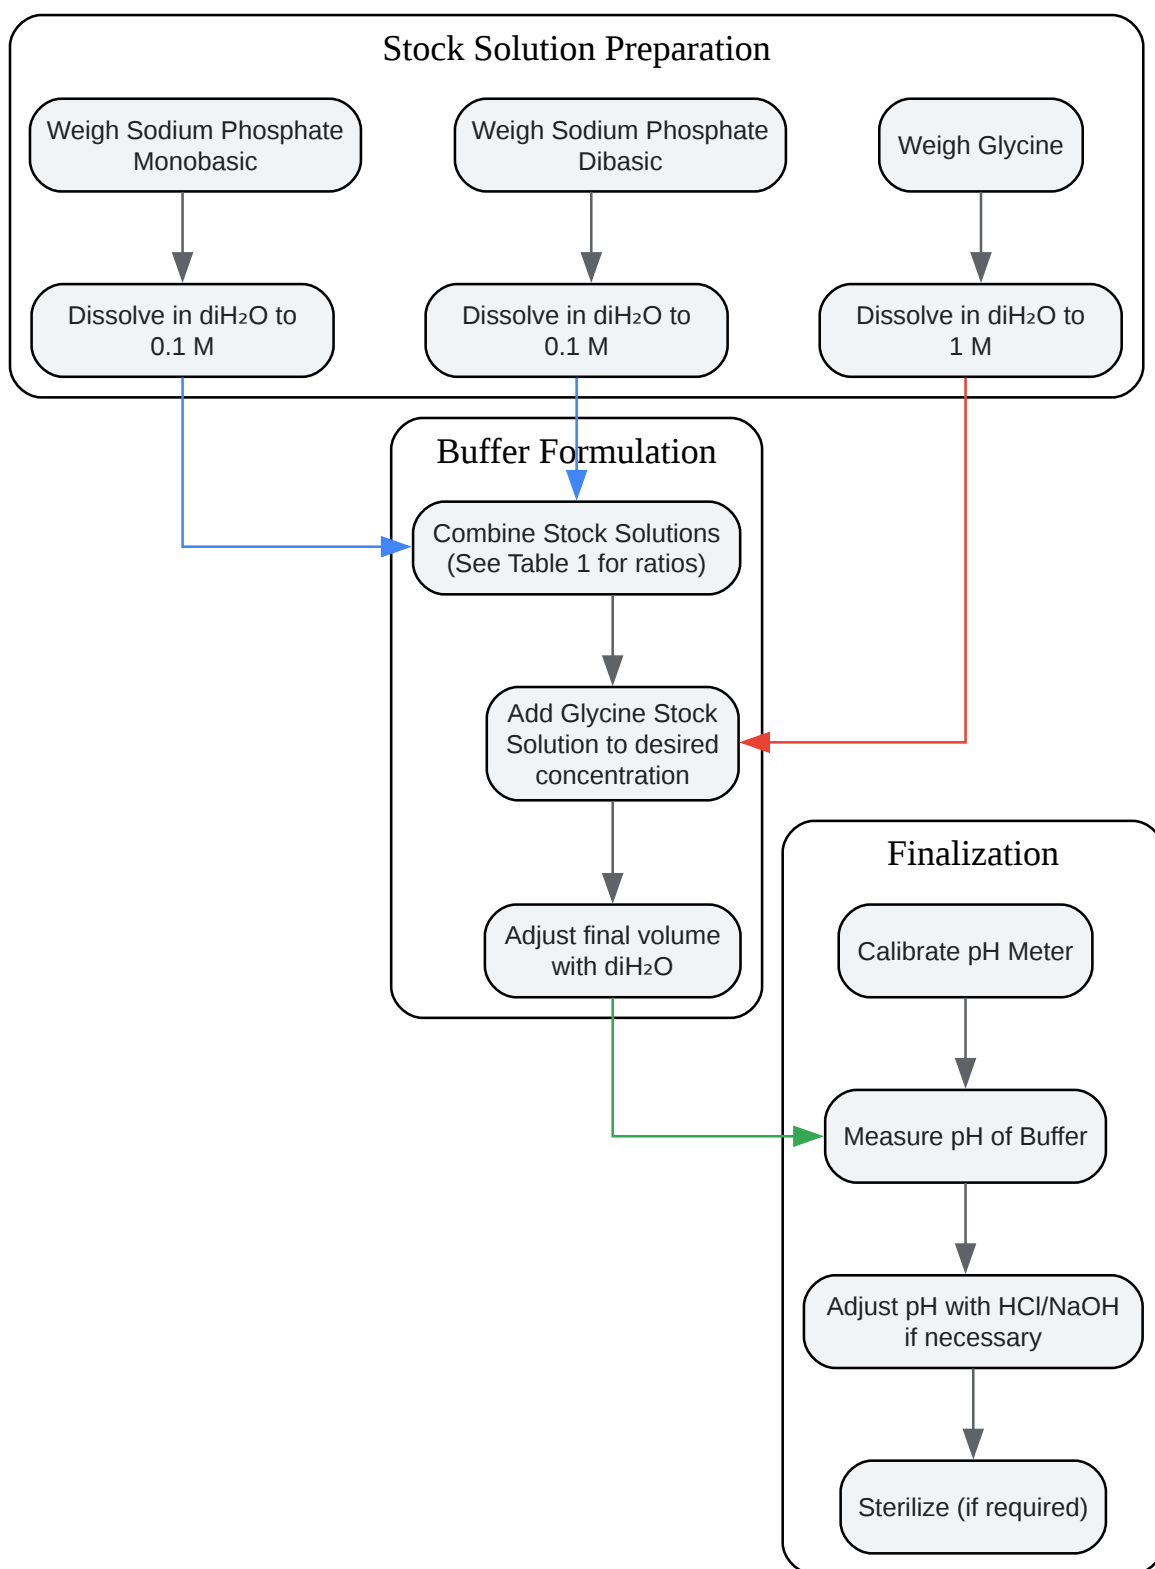 Stock Solution Preparation
Weigh Sodium Phosphate
Monobasic
Weigh Sodium Phosphate
Dibasic
Weigh Glycine
Dissolve in diH₂O to
0.1 M
Dissolve in diH₂O to
0.1 M
Dissolve in diH₂O to
1 M
Buffer Formulation
Combine Stock Solutions
(See Table 1 for ratios)
Add Glycine Stock
Solution to desired
concentration
Adjust final volume
with diH₂O
Finalization
Calibrate pH Meter
Measure pH of Buffer
Adjust pH with HCl/NaOH
if necessary
Sterilize (if required)